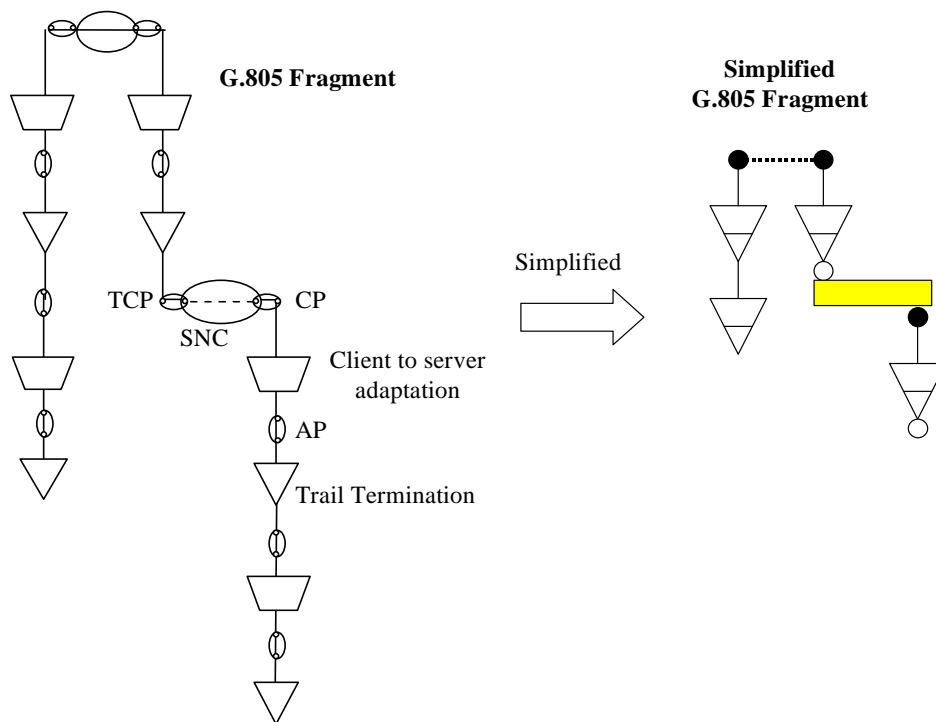 G.805 Fragment
Simplified
G.805 Fragment
Simplified
TCP
CP
SNC
Client to server
adaptation
AP
Trail Termination